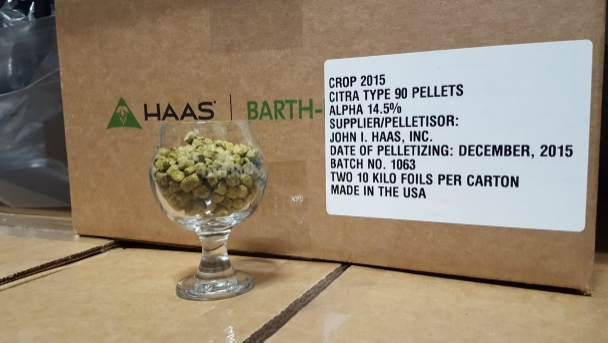 HAAS
BARTH-
CROP 2015
CITRA TYPE 90 PELLETS
ALPHA 14.5%
SUPPLIER/PELLETISOR:
JOHN I. HAAS, INC.
DATE OF PELLETIZING: DECEMBER, 2015
BATCH NO. 1063
TWO 10 KILO FOILS PER CARTON
MADE IN THE USA